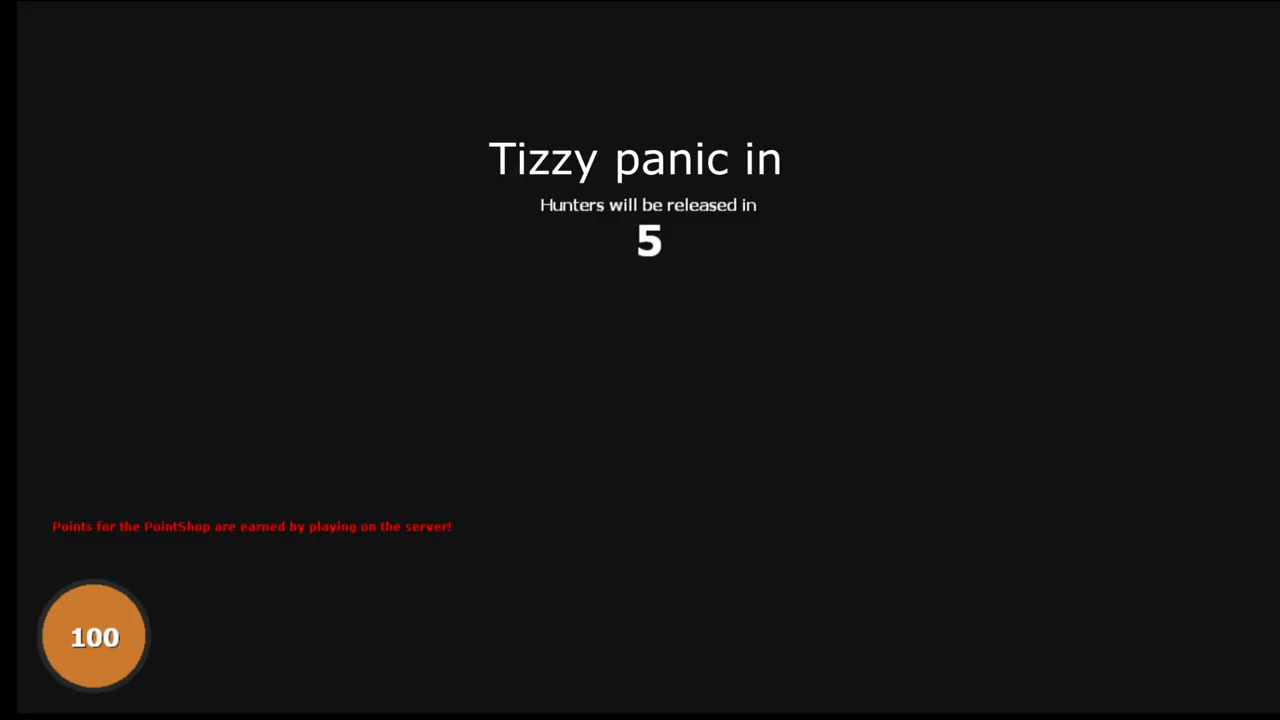 Tizzy panic in
Hunters will be released in
5
Points for the PointShop are earned by playing on the server!
100